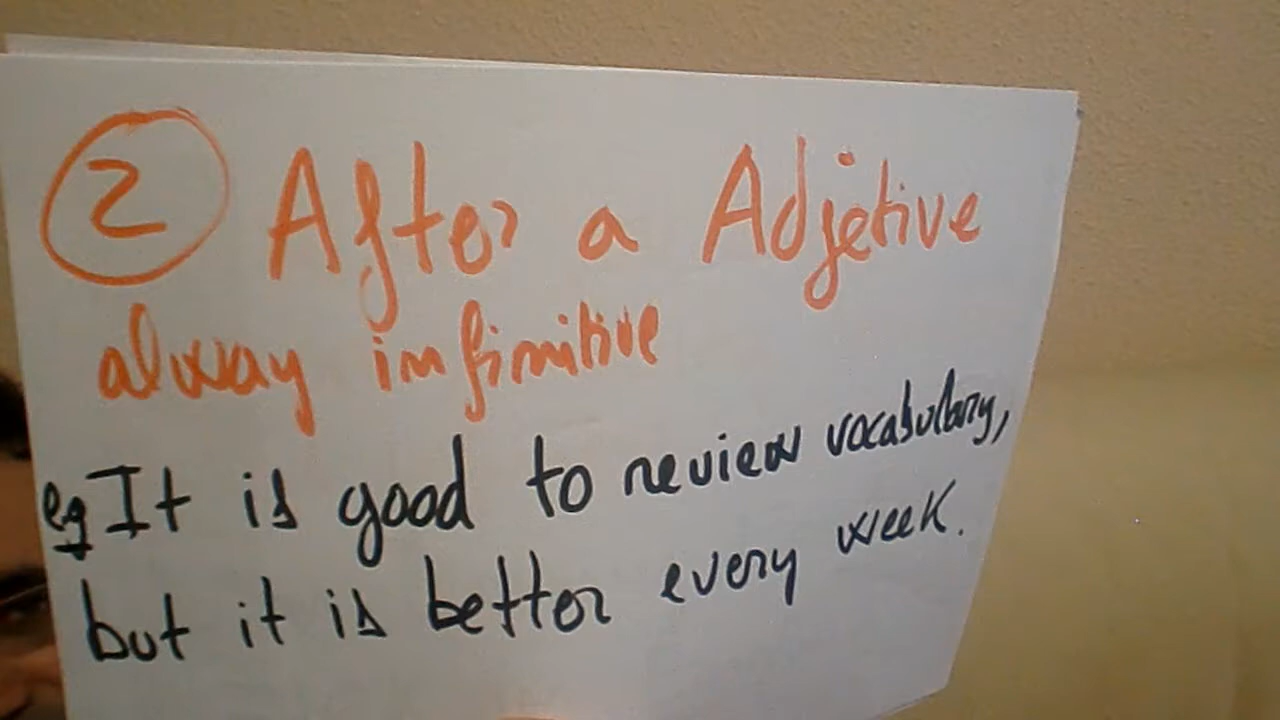 2 After a Adjetive
alway infinitive
eg It is good to review vocabulary,
but it is better every week.